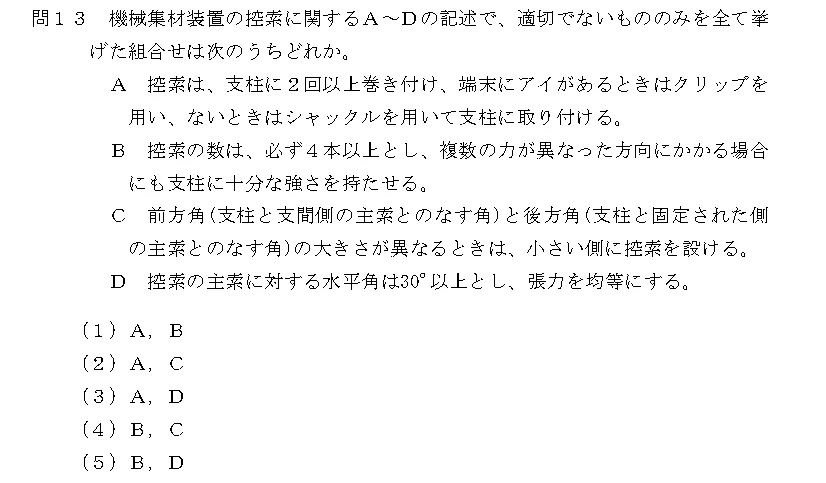 問１３　機械集材装置の控索に関するＡ～Ｄの記述で、適切でないもののみを全て挙
げた組合せは次のうちどれか。
Ａ　控索は、支柱に２回以上巻き付け、端末にアイがあるときはクリップを
用い、ないときはシャックルを用いて支柱に取り付ける。
Ｂ　控索の数は、必ず４本以上とし、複数の力が異なった方向にかかる場合
にも支柱に十分な強さを持たせる。
Ｃ　前方角(支柱と支間側の主索とのなす角)と後方角(支柱と固定された側
の主索とのなす角)の大きさが異なるときは、小さい側に控索を設ける。
Ｄ　控索の主索に対する水平角は30°以上とし、張力を均等にする。
(１) Ａ，Ｂ
(２) Ａ，Ｃ
(３) Ａ，Ｄ
(４) Ｂ，Ｃ
(５) Ｂ，Ｄ